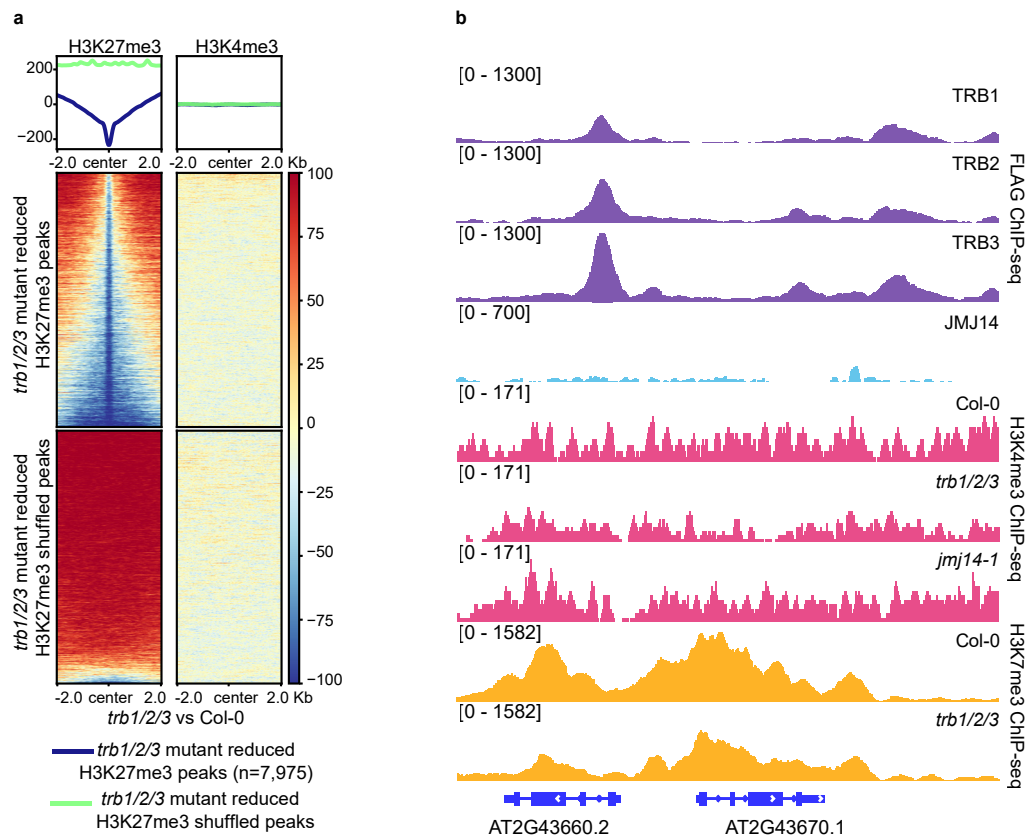 a
H3K27me3
H3K4me3
200
0
−200
-2.0 center 2.0
-2.0 center 2.0 Kb
trb1/2/3 mutant reduced
H3K27me3 peaks
trb1/2/3 mutant reduced
H3K27me3 shuffled peaks
100
75
50
25
0
−25
−50
−75
−100
-2.0 center 2.0
-2.0 center 2.0 Kb
trb1/2/3 vs Col-0
trb1/2/3 mutant reduced
H3K27me3 peaks (n=7,975)
trb1/2/3 mutant reduced
H3K27me3 shuffled peaks
b
[0 - 1300]
TRB1
[0 - 1300]
TRB2
[0 - 1300]
TRB3
[0 - 700]
JMJ14
FLAG ChIP-seq
[0 - 171]
Col-0
[0 - 171]
trb1/2/3
[0 - 171]
jmj14-1
H3K4me3 ChIP-seq
[0 - 1582]
Col-0
[0 - 1582]
trb1/2/3
H3K7me3 ChIP-seq
AT2G43660.2
AT2G43670.1